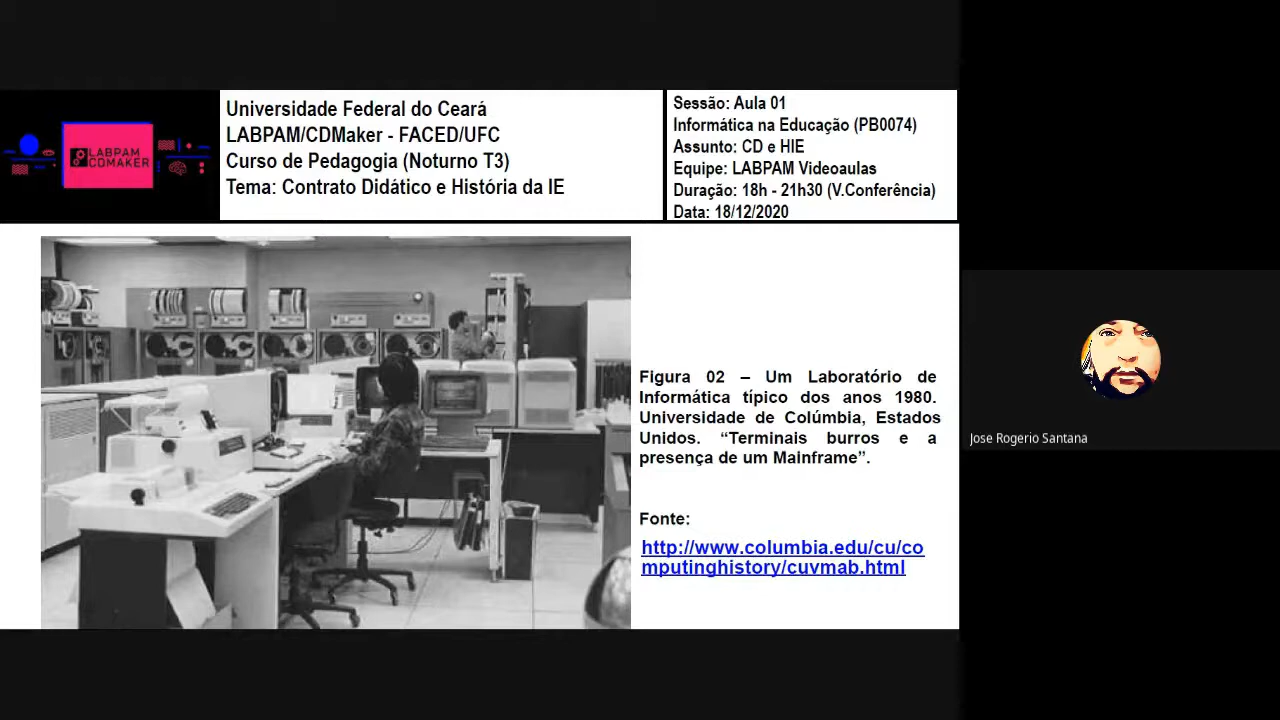 LABPAM
CDMAKER
Universidade Federal do Ceará
LABPAM/CDMaker - FACED/UFC
Curso de Pedagogia (Noturno T3)
Tema: Contrato Didático e História da IE
Sessão: Aula 01
Informática na Educação (PB0074)
Assunto: CD e HIE
Equipe: LABPAM Videoaulas
Duração: 18h - 21h30 (V.Conferência)
Data: 18/12/2020
Figura 02 – Um Laboratório de
Informática típico dos anos 1980.
Universidade de Colúmbia, Estados
Unidos. “Terminais burros e a
presença de um Mainframe”.
Fonte:
http://www.columbia.edu/cu/co
mputinghistory/cuvmab.html
Jose Rogerio Santana